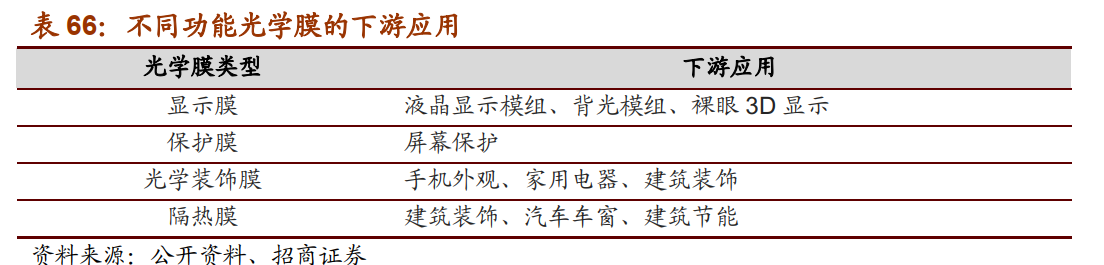 表 66：不同功能光学膜的下游应用
光学膜类型 下游应用
显示膜 液晶显示模组、背光模组、裸眼 3D 显示
保护膜 屏幕保护
光学装饰膜 手机外观、家用电器、建筑装饰
隔热膜 建筑装饰、汽车车窗、建筑节能
资料来源：公开资料、招商证券